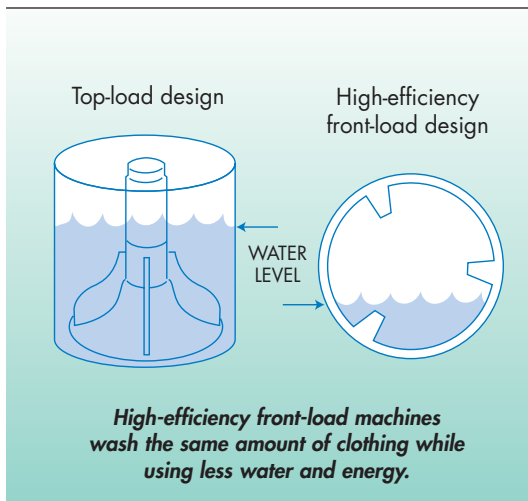 Top-load design
High-efficiency
front-load design
WATER
LEVEL
High-efficiency front-load machines
wash the same amount of clothing while
using less water and energy.